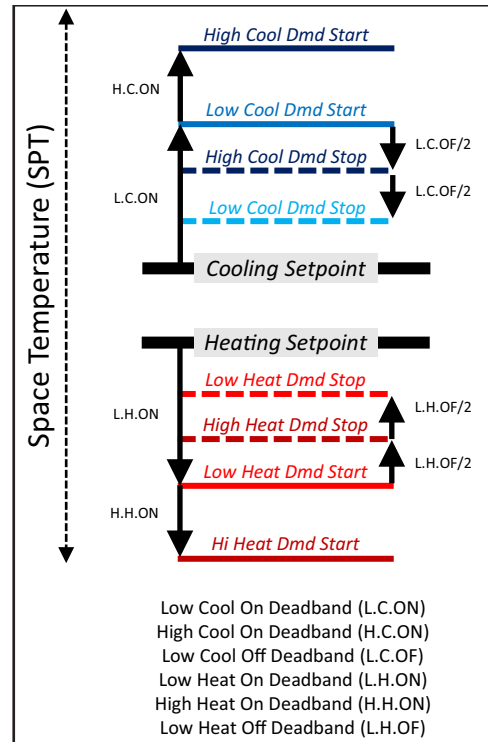 High Cool Dmd Start
H.C.ON
Low Cool Dmd Start
L.C.OF/2
High Cool Dmd Stop
L.C.ON
L.C.OF/2
Low Cool Dmd Stop
Cooling Setpoint
Space Temperature (SPT)
Heating Setpoint
Low Heat Dmd Stop
L.H.ON
L.H.OF/2
High Heat Dmd Stop
L.H.OF/2
Low Heat Dmd Start
H.H.ON
Hi Heat Dmd Start
Low Cool On Deadband (L.C.ON)
High Cool On Deadband (H.C.ON)
Low Cool Off Deadband (L.C.OF)
Low Heat On Deadband (L.H.ON)
High Heat On Deadband (H.H.ON)
Low Heat Off Deadband (L.H.OF)